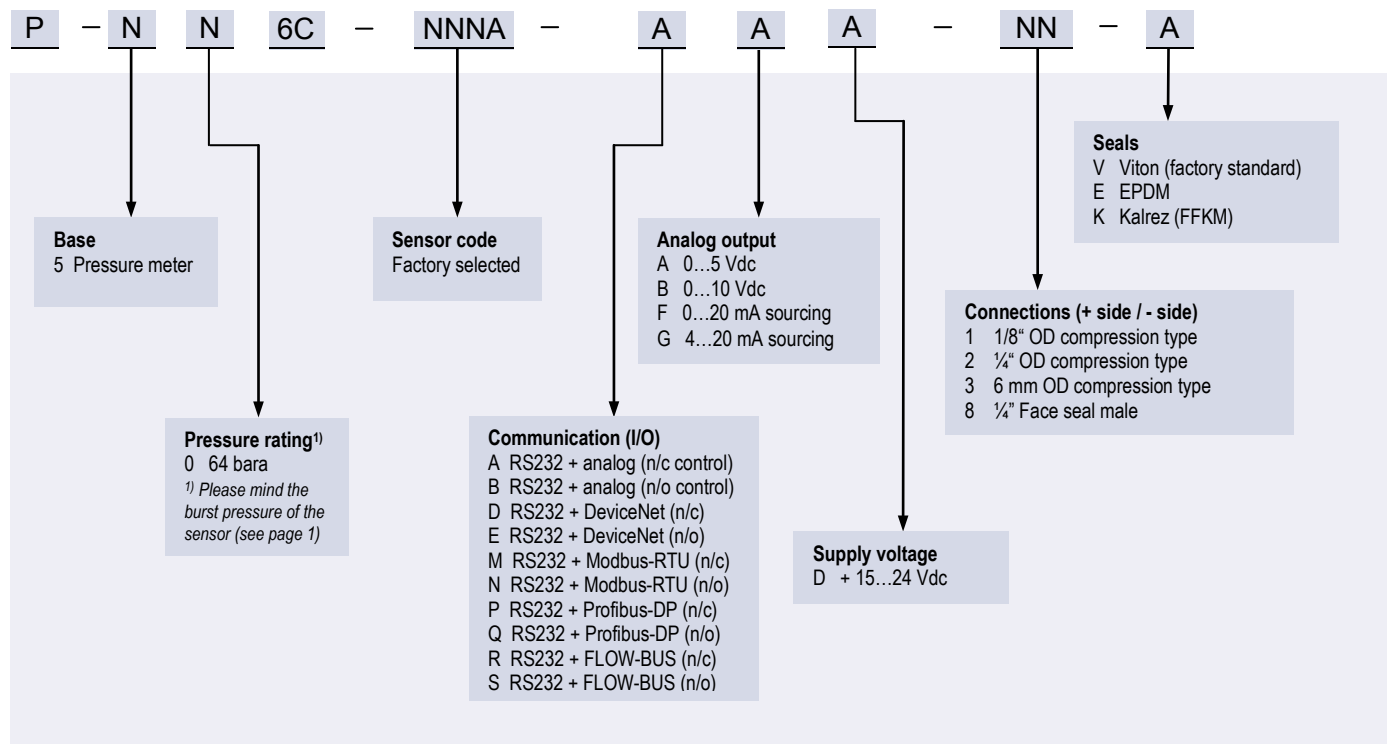 P – N N 6C – NNNA – A A A – NN – A
Seals
V Viton (factory standard)
E EPDM
K Kalrez (FFKM)
Base
5 Pressure meter
Sensor code
Factory selected
Analog output
A 0…5 Vdc
B 0…10 Vdc
F 0…20 mA sourcing
G 4…20 mA sourcing
Connections (+ side / - side)
1 1/8“ OD compression type
2 ¼“ OD compression type
3 6 mm OD compression type
8 ¼” Face seal male
Pressure rating1)
0 64 bara
1) Please mind the
burst pressure of the
sensor (see page 1)
Communication (I/O)
A RS232 + analog (n/c control)
B RS232 + analog (n/o control)
D RS232 + DeviceNet (n/c)
E RS232 + DeviceNet (n/o)
M RS232 + Modbus-RTU (n/c)
N RS232 + Modbus-RTU (n/o)
P RS232 + Profibus-DP (n/c)
Q RS232 + Profibus-DP (n/o)
R RS232 + FLOW-BUS (n/c)
S RS232 + FLOW-BUS (n/o)
Supply voltage
D + 15…24 Vdc